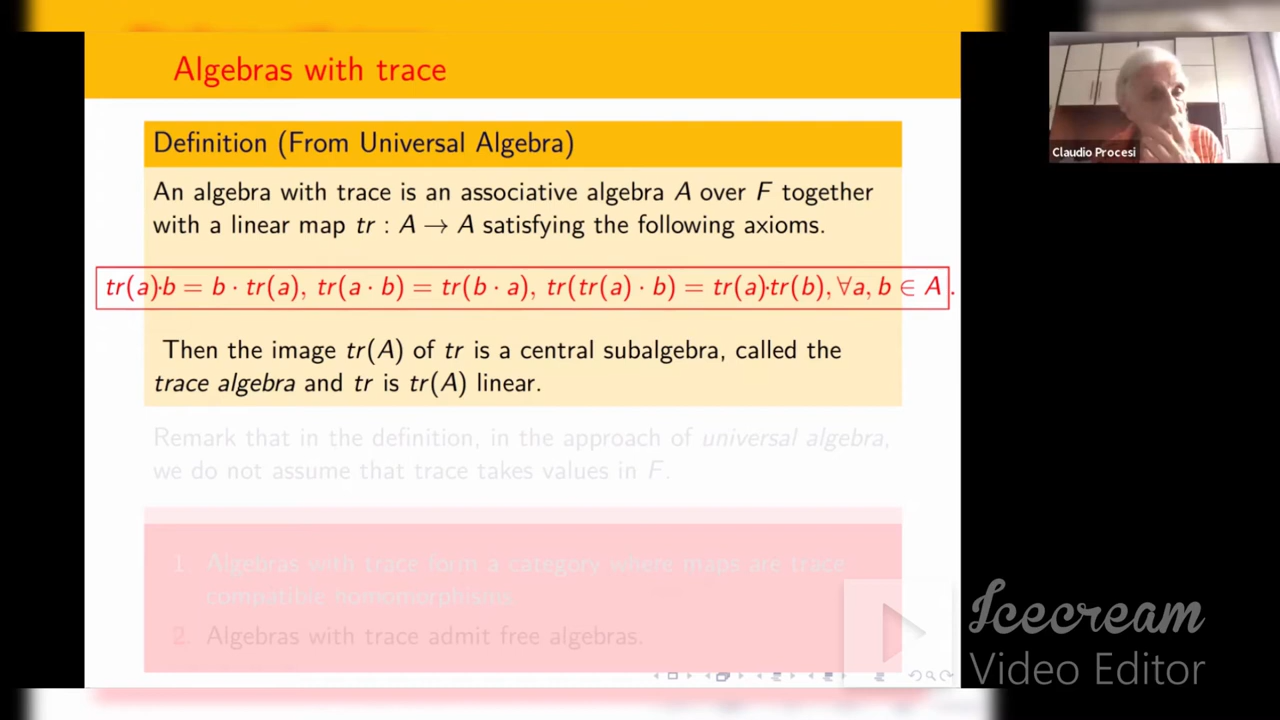 Algebras with trace
Claudio Procesi
Definition (From Universal Algebra)
An algebra with trace is an associative algebra A over F together
with a linear map tr : A → A satisfying the following axioms.
tr(a)·b = b · tr(a), tr(a · b) = tr(b · a), tr(tr(a) · b) = tr(a)·tr(b), ∀a, b ∈ A .
Then the image tr(A) of tr is a central subalgebra, called the
trace algebra and tr is tr(A) linear.
Remark that in the definition, in the approach of universal algebra,
we do not assume that trace takes values in F.
1 Algebras with trace form a category where maps are trace
compatible homomorphisms.
2. Algebras with trace admit free algebras.
Icecream
Video Editor